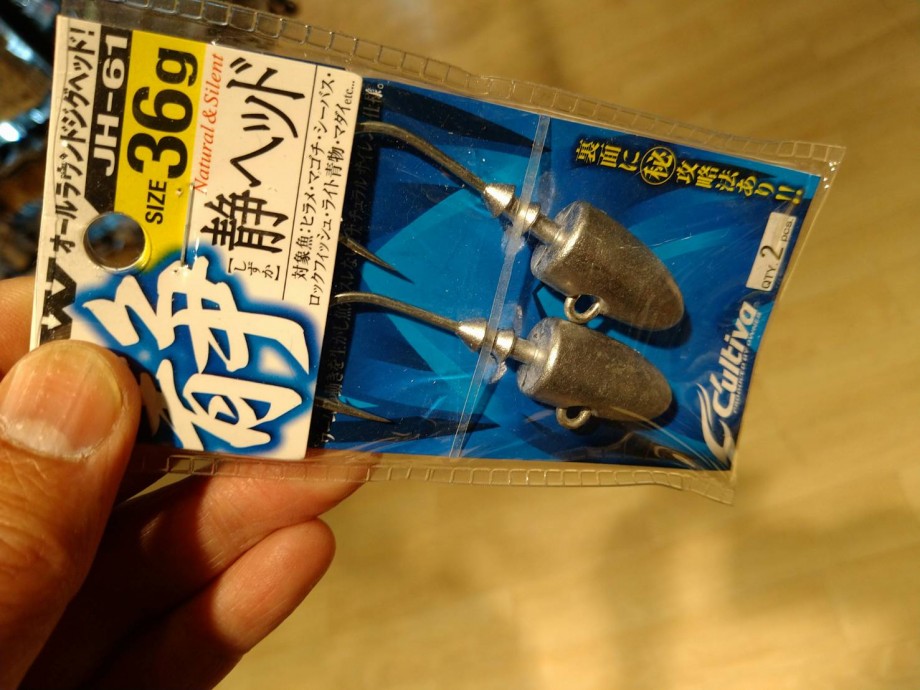 オールラウンドジグヘッド!
JH-61
SIZE 36g
Natural & Silent
静ヘッド
しずか
対象魚:ヒラメ・マゴチ・シーバス・
ロックフィッシュ・ライト青物・マダイetc...
静
裏面に㊙攻略法あり!!
QTY 2 pcs
Cultiva